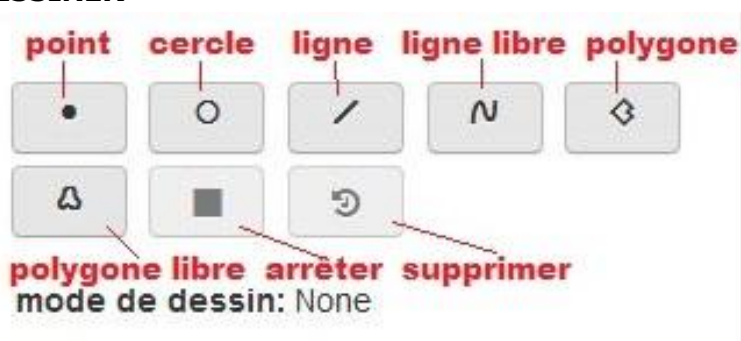 point cercle ligne ligne libre polygone
polygone libre arrêter supprimer
mode de dessin: None